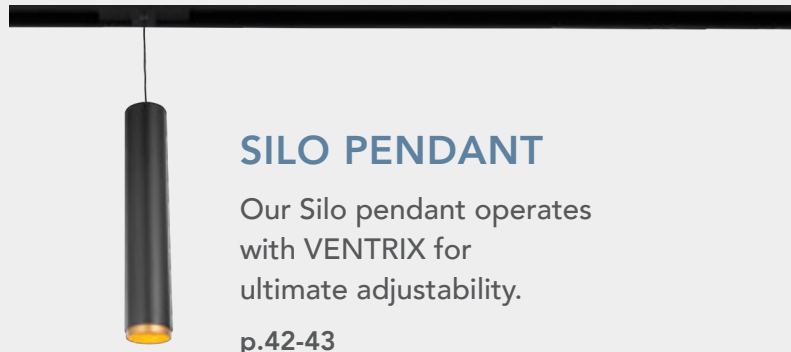 SILO PENDANT
Our Silo pendant operates
with VENTRIX for
ultimate adjustability.
p.42-43